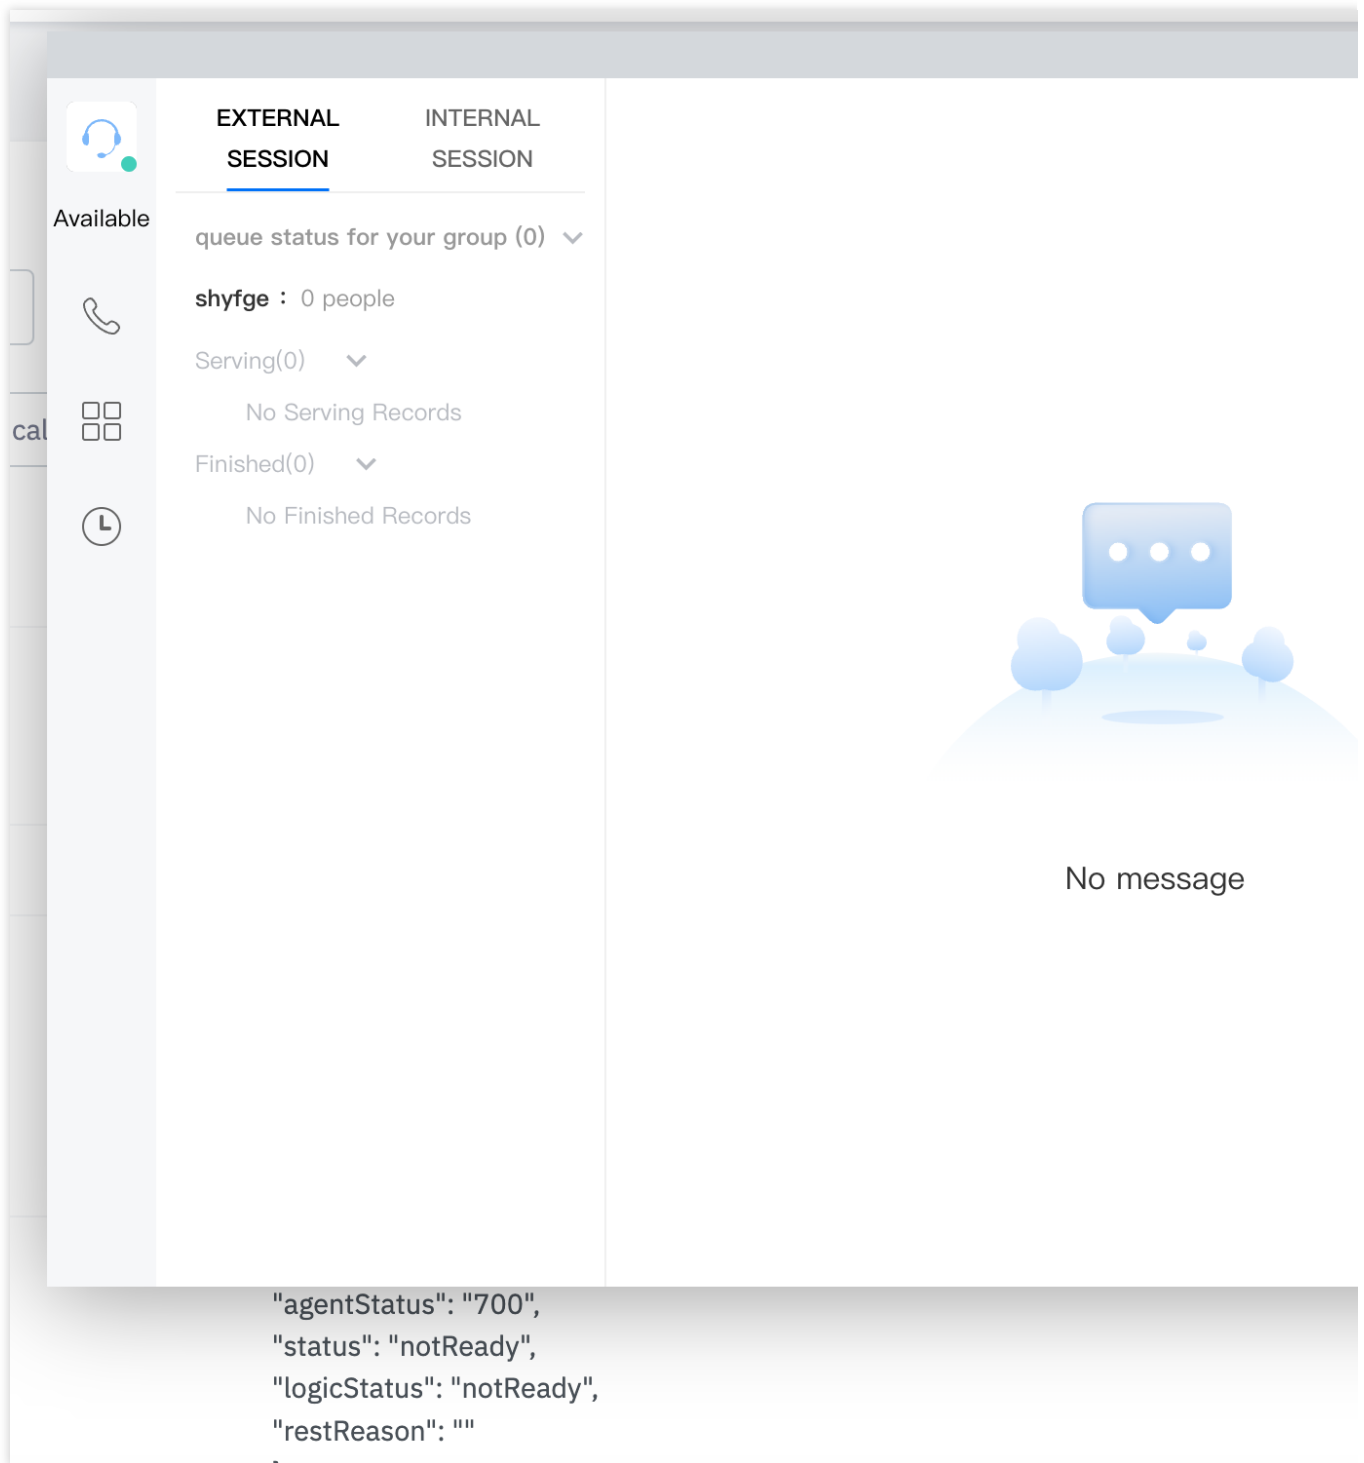 EXTERNAL SESSION
INTERNAL SESSION
Available
queue status for your group (0)
shyfge : 0 people
Serving(0)
No Serving Records
Finished(0)
No Finished Records
cal
No message
"agentStatus": "700",
"status": "notReady",
"logicStatus": "notReady",
"restReason": ""